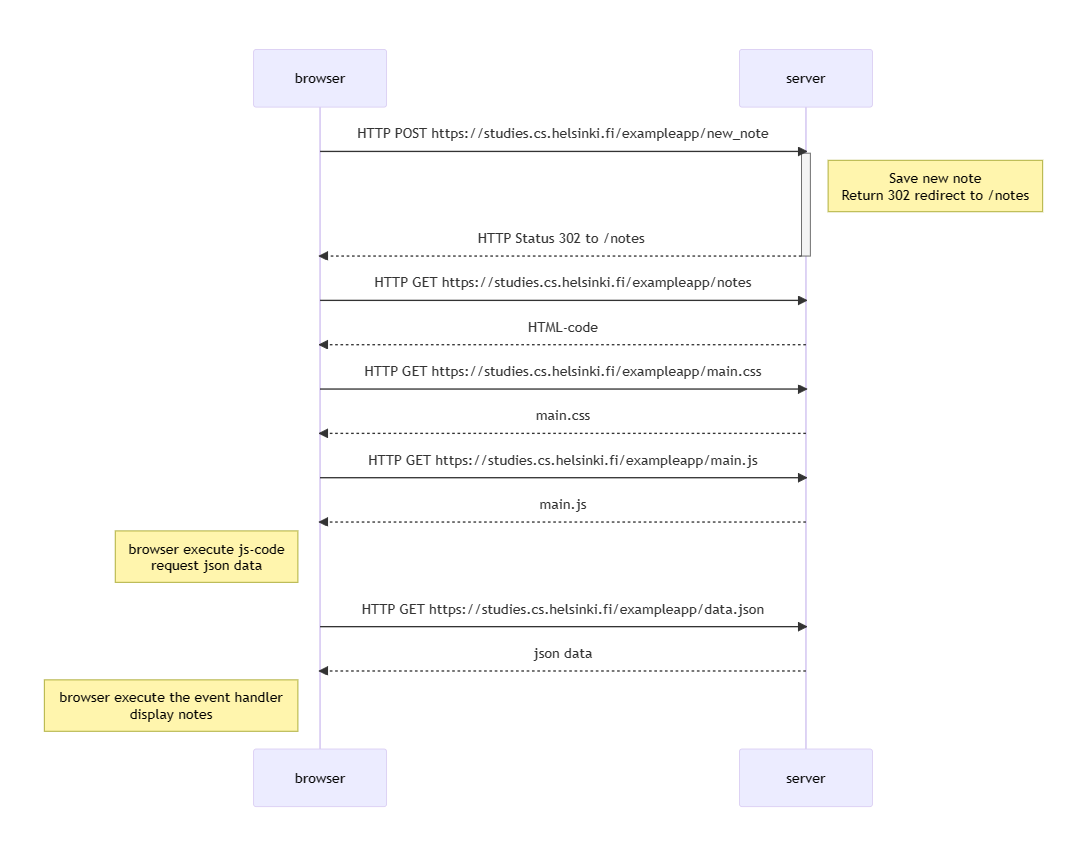 browser
server
HTTP POST https://studies.cs.helsinki.fi/exampleapp/new_note
Save new note
Return 302 redirect to /notes
HTTP Status 302 to /notes
HTTP GET https://studies.cs.helsinki.fi/exampleapp/notes
HTML-code
HTTP GET https://studies.cs.helsinki.fi/exampleapp/main.css
main.css
HTTP GET https://studies.cs.helsinki.fi/exampleapp/main.js
main.js
browser execute js-code
request json data
HTTP GET https://studies.cs.helsinki.fi/exampleapp/data.json
json data
browser execute the event handler
display notes
browser
server